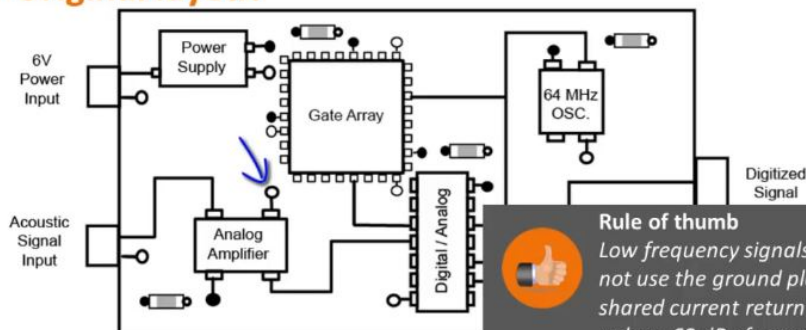 6V
Power
Input
Power
Supply
Gate Array
64 MHz
OSC.
Digitized
Signal
Acoustic
Signal
Input
Analog
Amplifier
Digital / Analog
Rule of thumb
Low frequency signals
not use the ground pl
shared current return